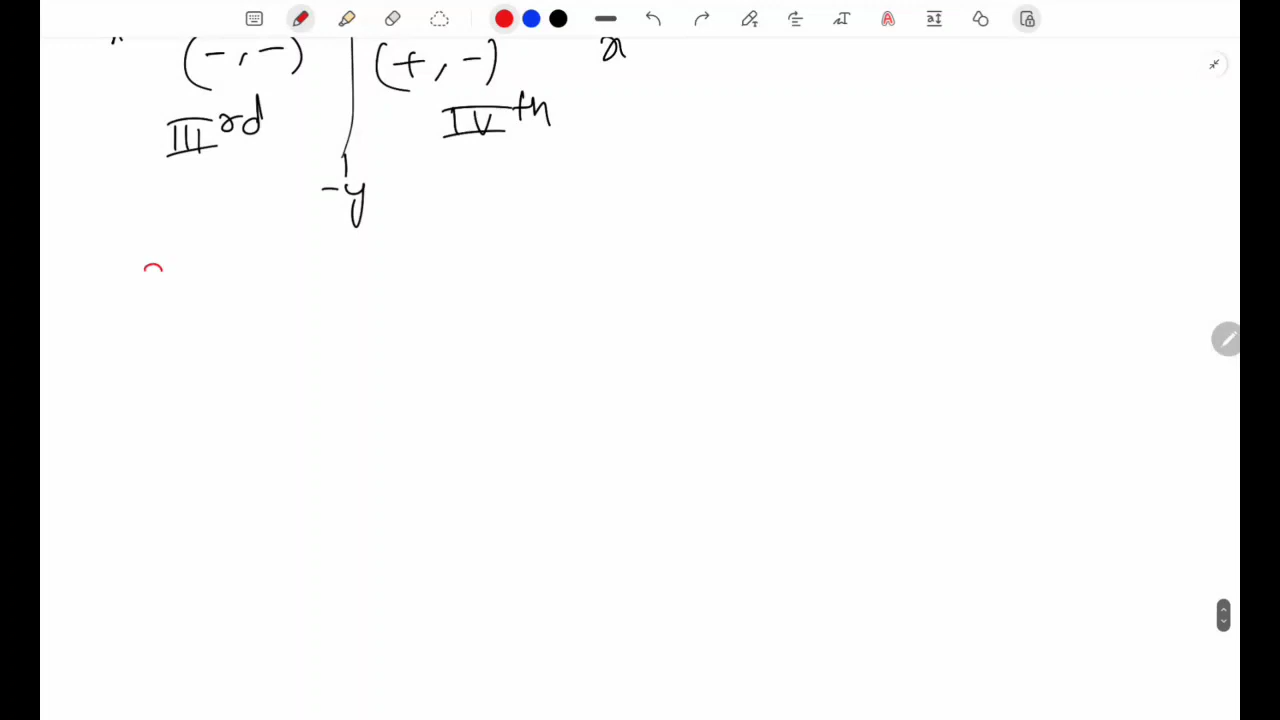 (-,-) (+,-) x
III rd IV th
-y